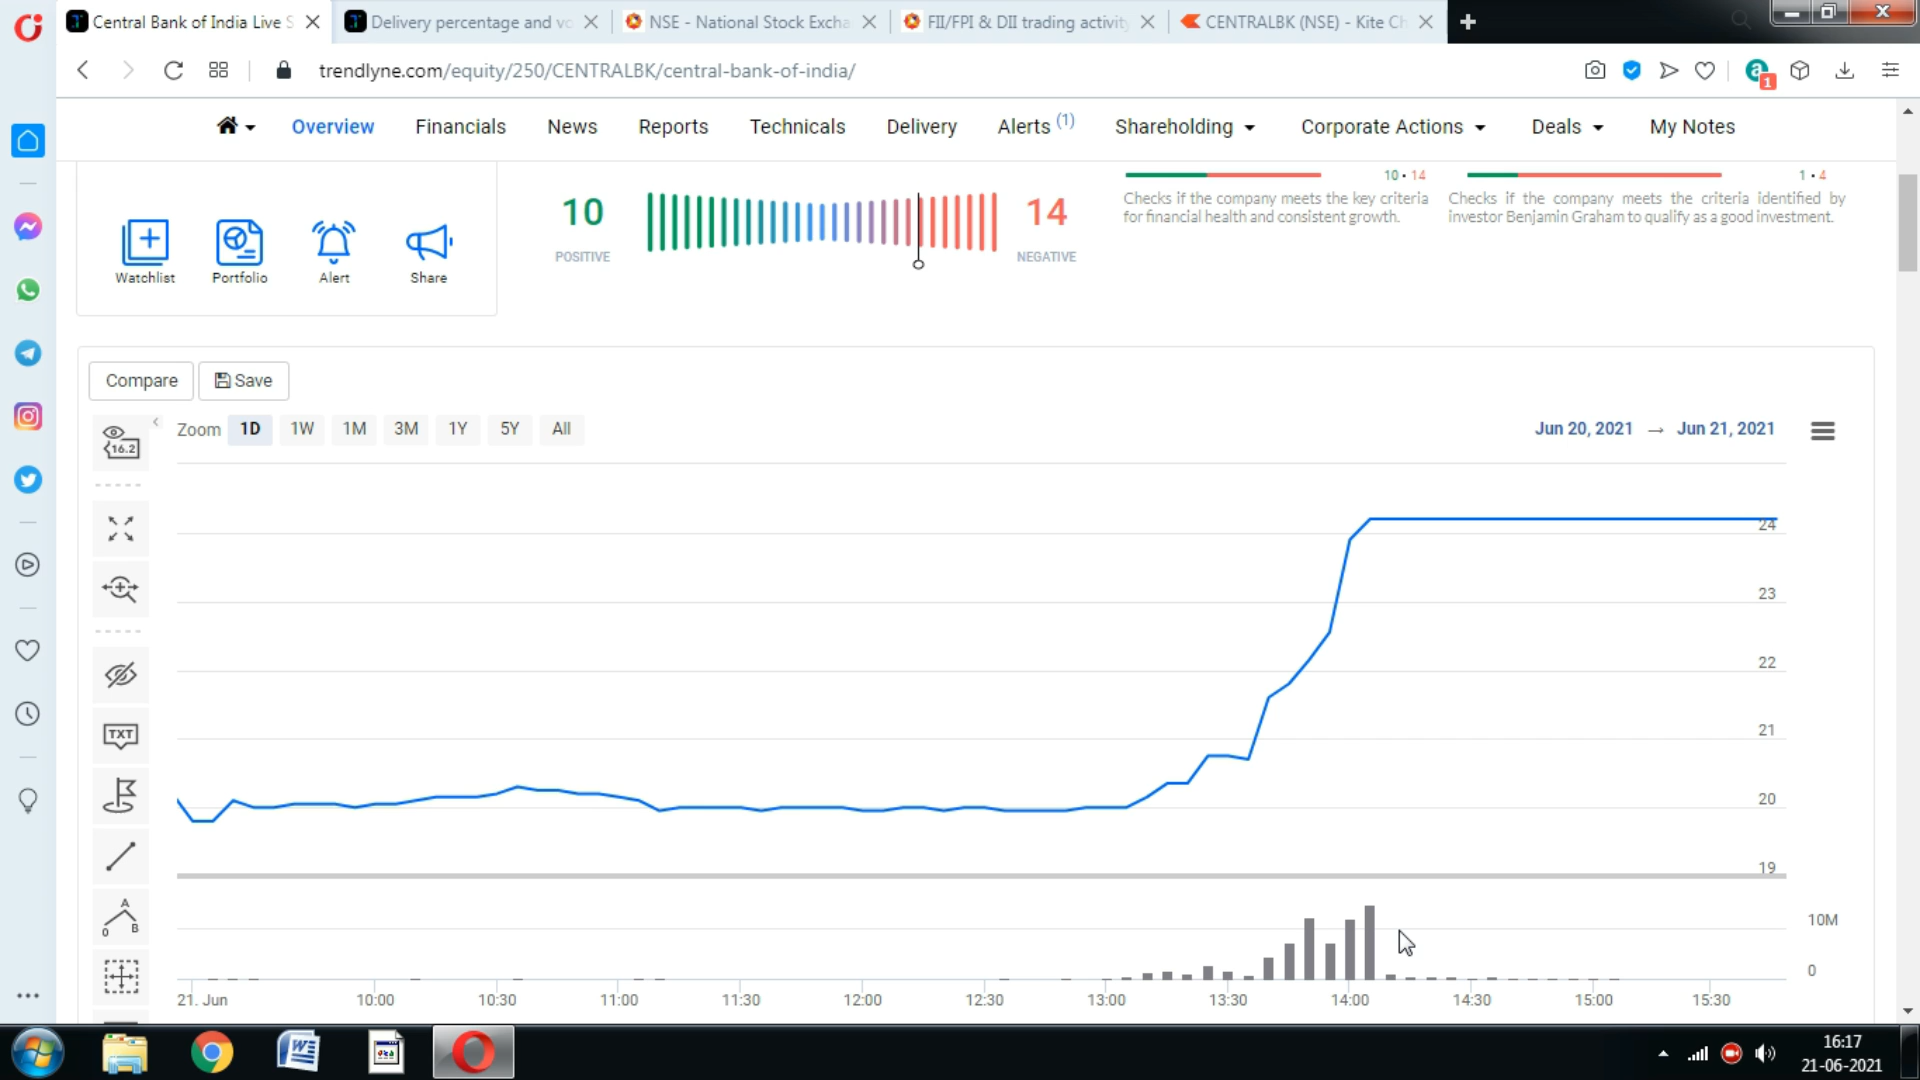 Central Bank of India Live S
Delivery percentage and vo
NSE - National Stock Excha
FII/FPI & DII trading activity
CENTRALBK (NSE) - Kite Ch
trendlyne.com/equity/250/CENTRALBK/central-bank-of-india/
1
Overview Financials News Reports Technicals Delivery Alerts (1) Shareholding Corporate Actions Deals My Notes
10 • 14
1 • 4
Checks if the company meets the key criteria
for financial health and consistent growth.
Checks if the company meets the criteria identified by
investor Benjamin Graham to qualify as a good investment.
10
POSITIVE
14
NEGATIVE
Watchlist
Portfolio
Alert
Share
Compare
Save
Zoom 1D 1W 1M 3M 1Y 5Y All
Jun 20, 2021 → Jun 21, 2021
16.2
TXT
A
0 B
24
23
22
21
20
19
10M
0
21. Jun 10:00 10:30 11:00 11:30 12:00 12:30 13:00 13:30 14:00 14:30 15:00 15:30
16:17
21-06-2021